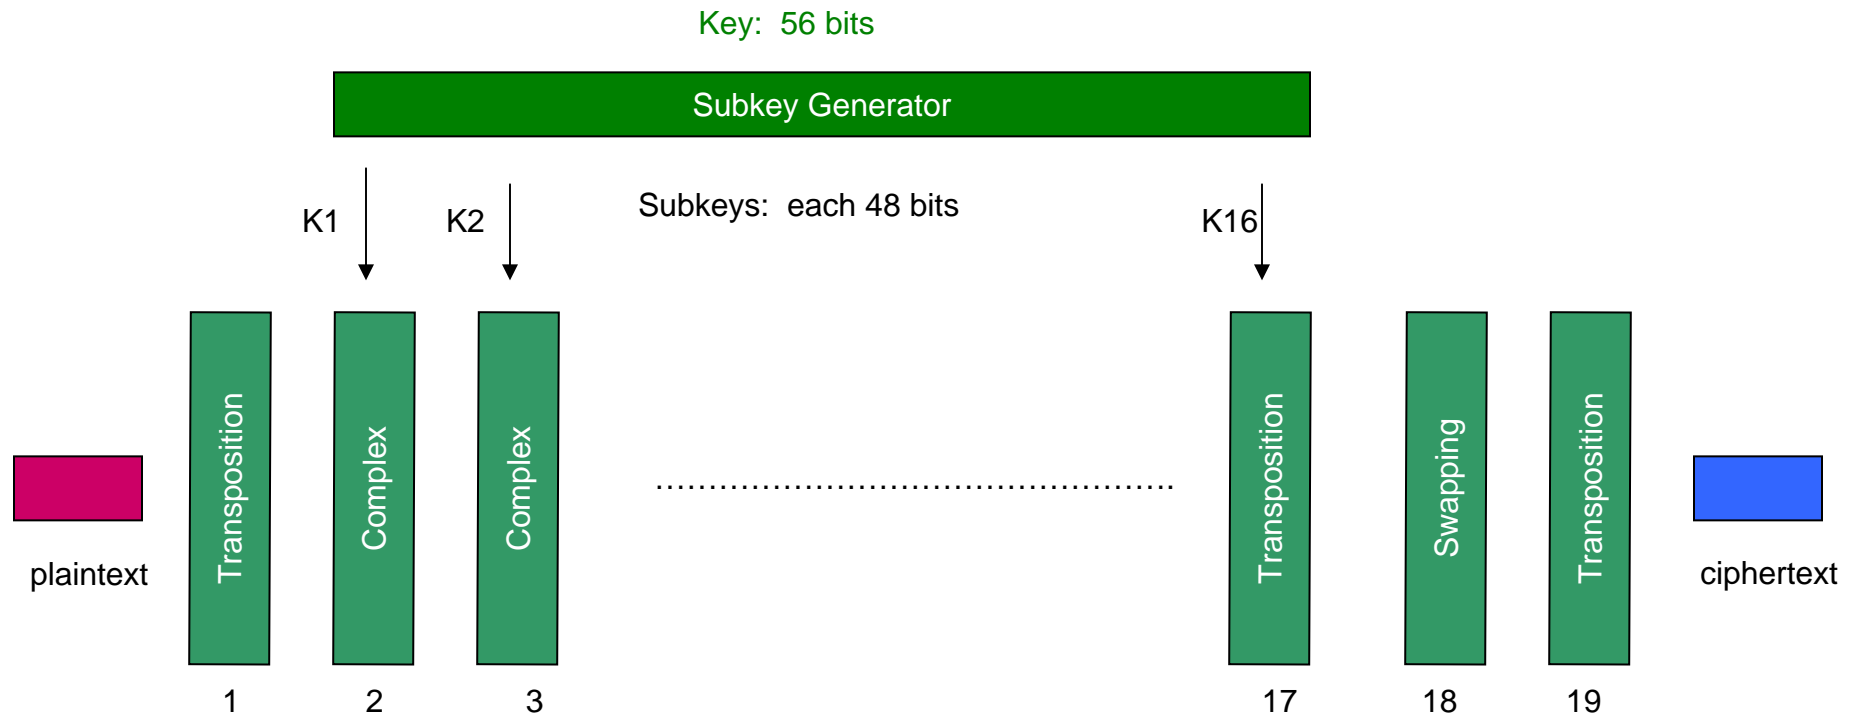 Key: 56 bits
Subkey Generator
K1
K2
Subkeys: each 48 bits
K16
Transposition
Complex
Complex
……………………………………………….
Transposition
Swapping
Transposition
plaintext
ciphertext
1
2
3
17
18
19